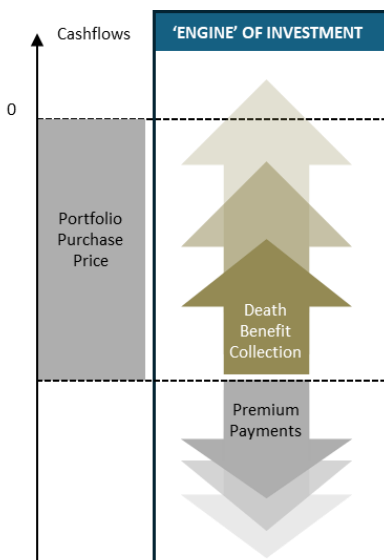 Cashflows
‘ENGINE’ OF INVESTMENT
0
Portfolio
Purchase
Price
Death
Benefit
Collection
Premium
Payments